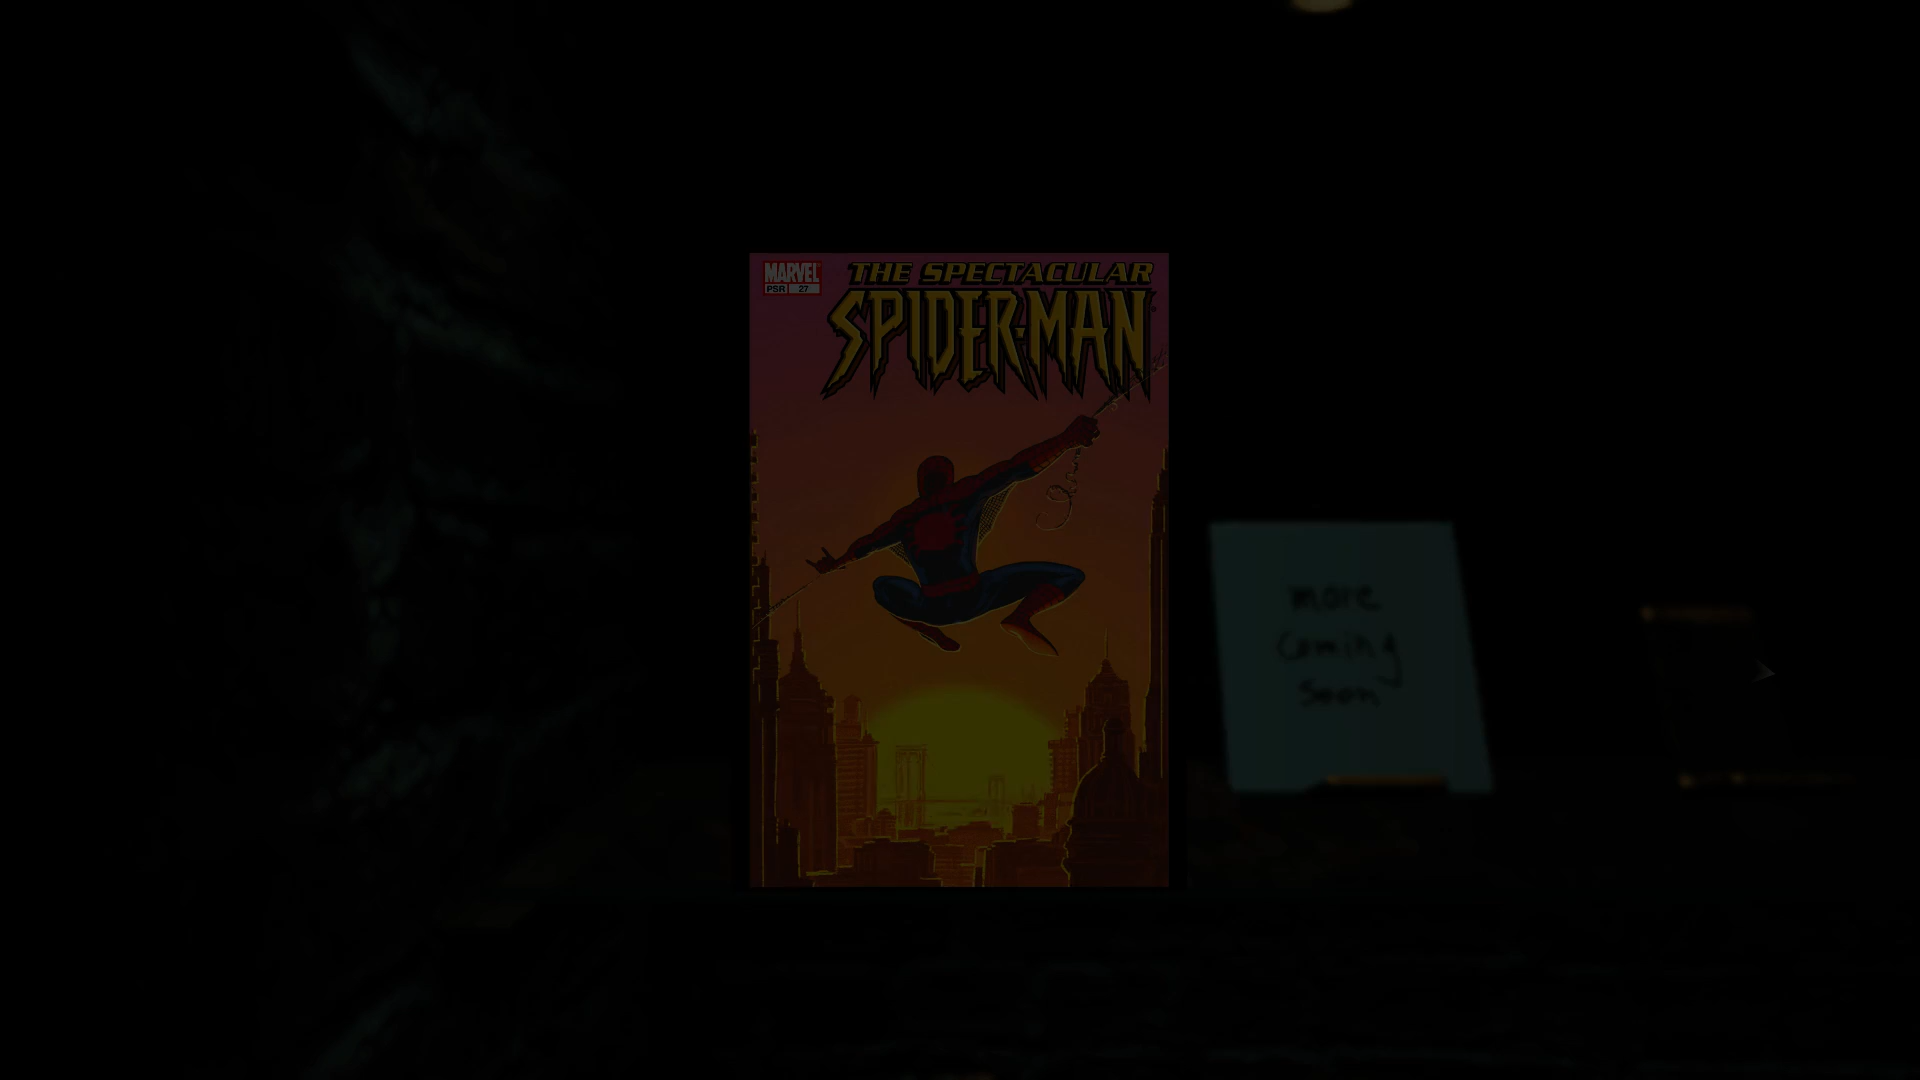 MARVEL
PSR 27
THE SPECTACULAR
SPIDER-MAN
more
Coming
Soon